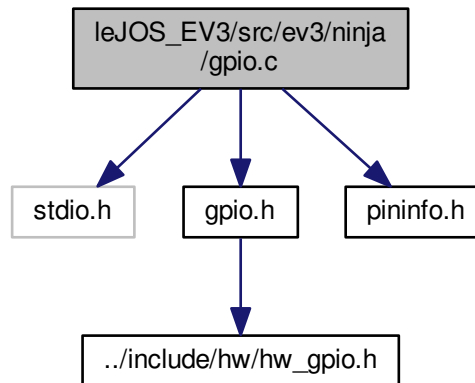 leJOS_EV3/src/ev3/ninja
/gpio.c
stdio.h
gpio.h
pininfo.h
../include/hw/hw_gpio.h